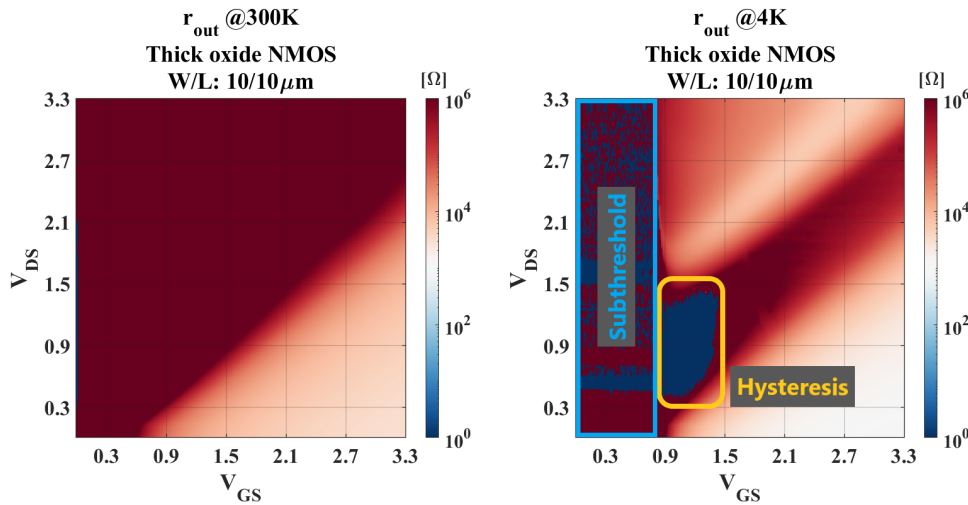 r_out @300K
Thick oxide NMOS
W/L: 10/10μm
[Ω]
3.3
2.7
2.1
1.5
0.9
0.3
V_DS
0.3 0.9 1.5 2.1 2.7 3.3
V_GS
10^6
10^4
10^2
10^0
r_out @4K
Thick oxide NMOS
W/L: 10/10μm
[Ω]
3.3
2.7
2.1
1.5
0.9
0.3
V_DS
Subthreshold
Hysteresis
0.3 0.9 1.5 2.1 2.7 3.3
V_GS
10^6
10^4
10^2
10^0